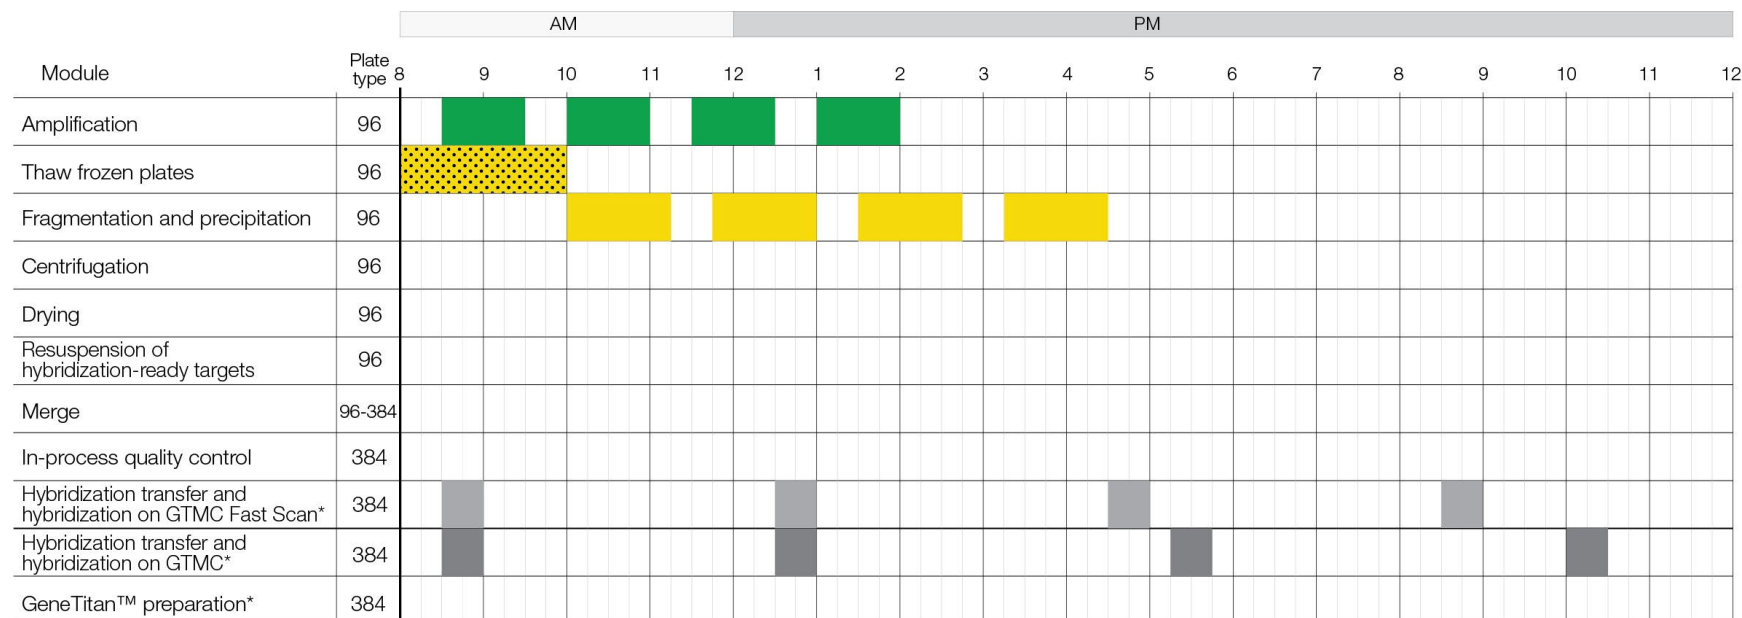 AM PM
Module Plate type 8 9 10 11 12 1 2 3 4 5 6 7 8 9 10 11 12
Amplification 96
Thaw frozen plates 96
Fragmentation and precipitation 96
Centrifugation 96
Drying 96
Resuspension of
hybridization-ready targets 96
Merge 96-384
In-process quality control 384
Hybridization transfer and
hybridization on GTMC Fast Scan* 384
Hybridization transfer and
hybridization on GTMC* 384
GeneTitan™ preparation* 384